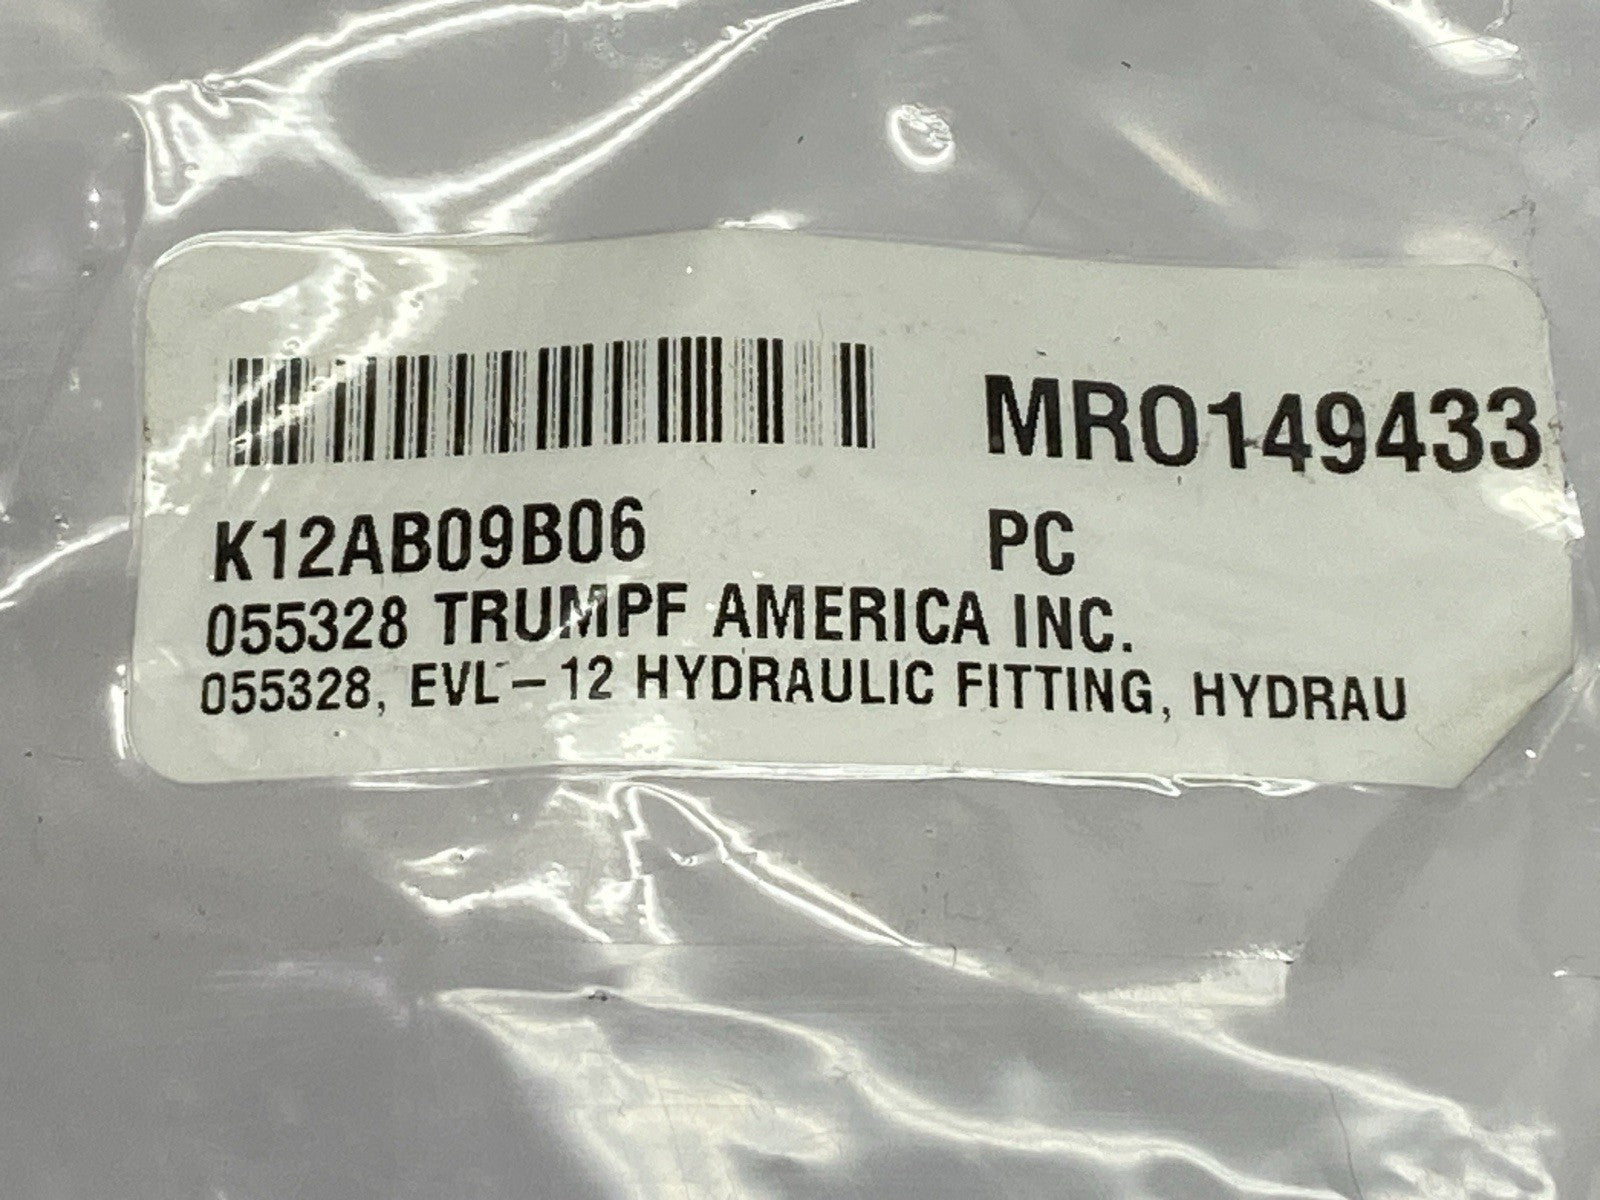 MRO149433
K12AB09B06 PC
055328 TRUMPF AMERICA INC.
055328, EVL-12 HYDRAULIC FITTING, HYDRAU